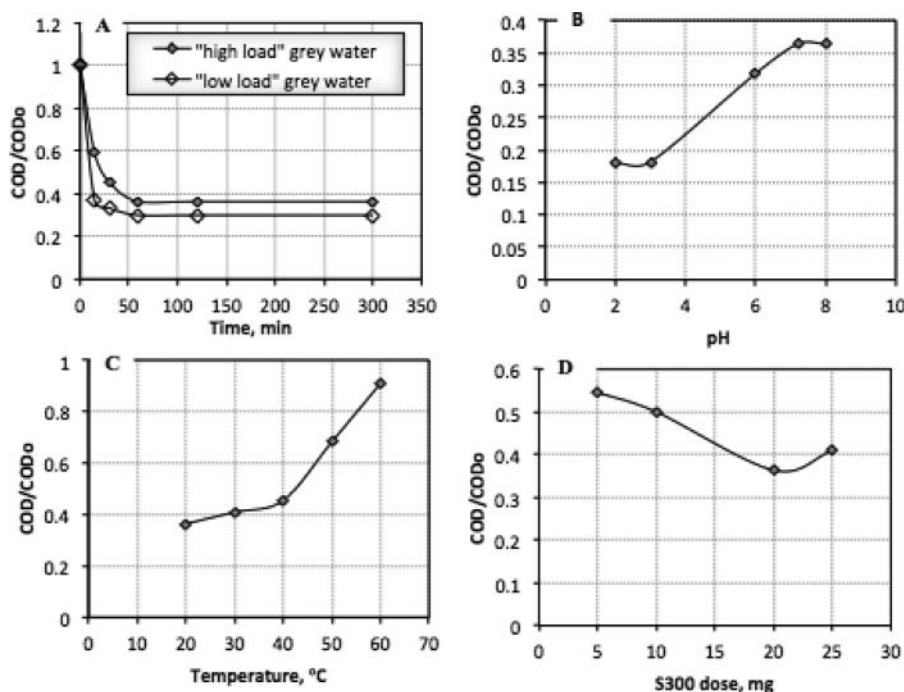 A
1.2
1
0.8
0.6
0.4
0.2
0
"high load" grey water
"low load" grey water
COD/CODo
0 50 100 150 200 250 300 350
Time, min
B
0.4
0.35
0.3
0.25
0.2
0.15
0.1
0.05
0
COD/CODo
0 2 4 6 8 10
pH
C
1
0.8
0.6
0.4
0.2
0
COD/CODo
0 10 20 30 40 50 60 70
Temperature, °C
D
0.6
0.5
0.4
0.3
0.2
0.1
0
COD/CODo
0 5 10 15 20 25 30
S300 dose, mg